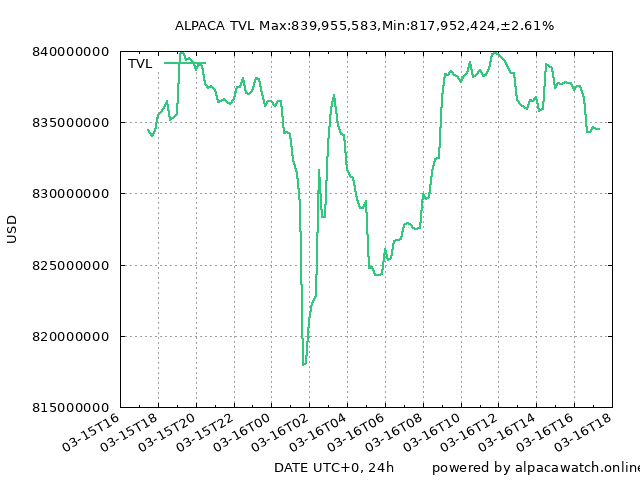 ALPACA TVL Max:839,955,583,Min:817,952,424,±2.61%
840000000
TVL
835000000
830000000
USD
825000000
820000000
815000000
03-15T16 03-15T18 03-15T20 03-15T22 03-16T00 03-16T02 03-16T04 03-16T06 03-16T08 03-16T10 03-16T12 03-16T14 03-16T16 03-16T18
DATE UTC+0, 24h powered by alpacawatch.online